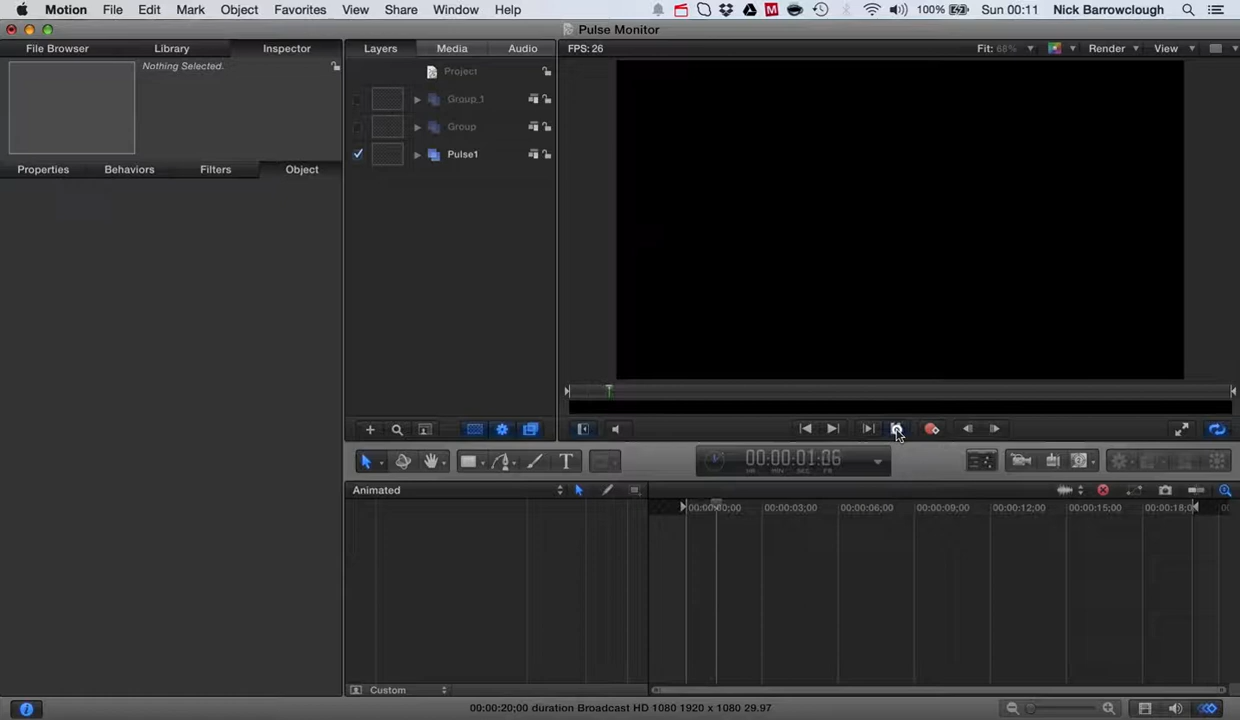 Motion File Edit Mark Object Favorites View Share Window Help 100% Sun 00:11 Nick Barrowclough
Pulse Monitor
File Browser Library Inspector Layers Media Audio FPS: 26 Fit: 68% Render View
Nothing Selected.
Project
Group_1
Group
Pulse1
Properties Behaviors Filters Object
00:00:01:06
HR MIN SEC FR
Animated
00:00:00;00 00:00:03;00 00:00:06;00 00:00:09;00 00:00:12;00 00:00:15;00 00:00:18;00
Custom
00:00:20;00 duration Broadcast HD 1080 1920 x 1080 29.97